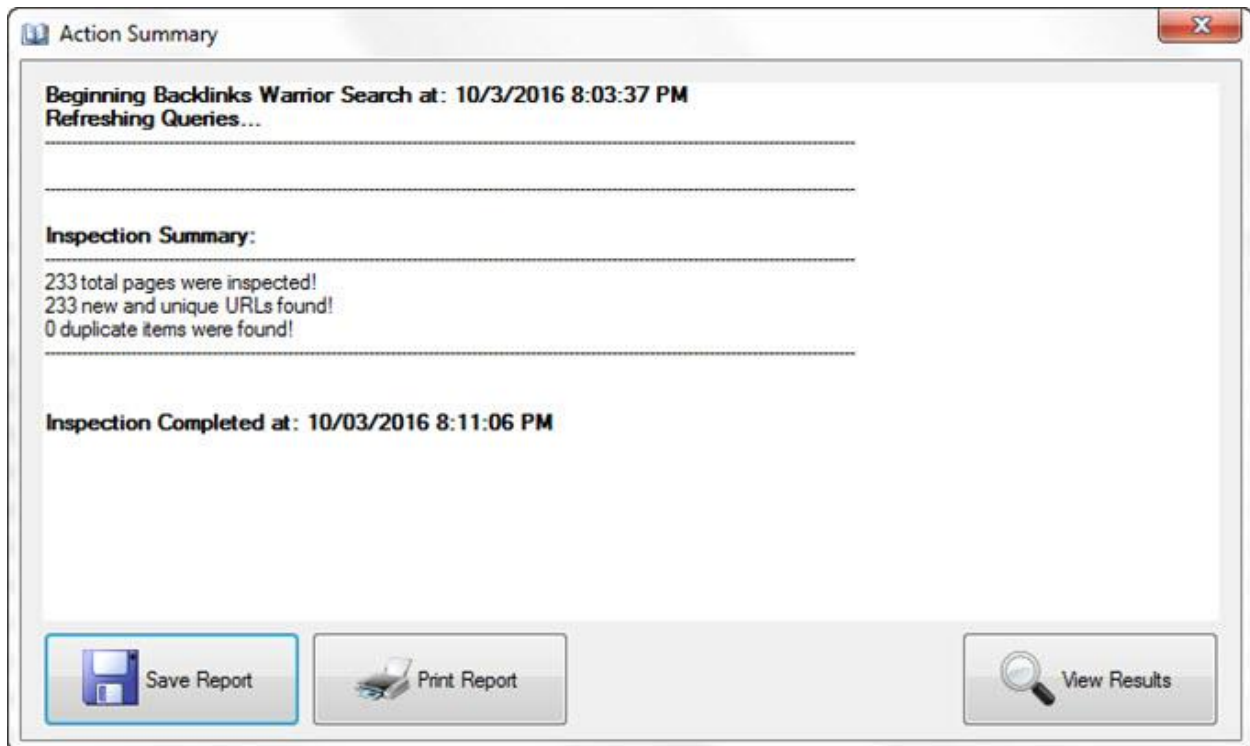 Action Summary
Beginning Backlinks Warrior Search at: 10/3/2016 8:03:37 PM
Refreshing Queries...
Inspection Summary:
233 total pages were inspected!
233 new and unique URLs found!
0 duplicate items were found!
Inspection Completed at: 10/03/2016 8:11:06 PM
Save Report
Print Report
View Results